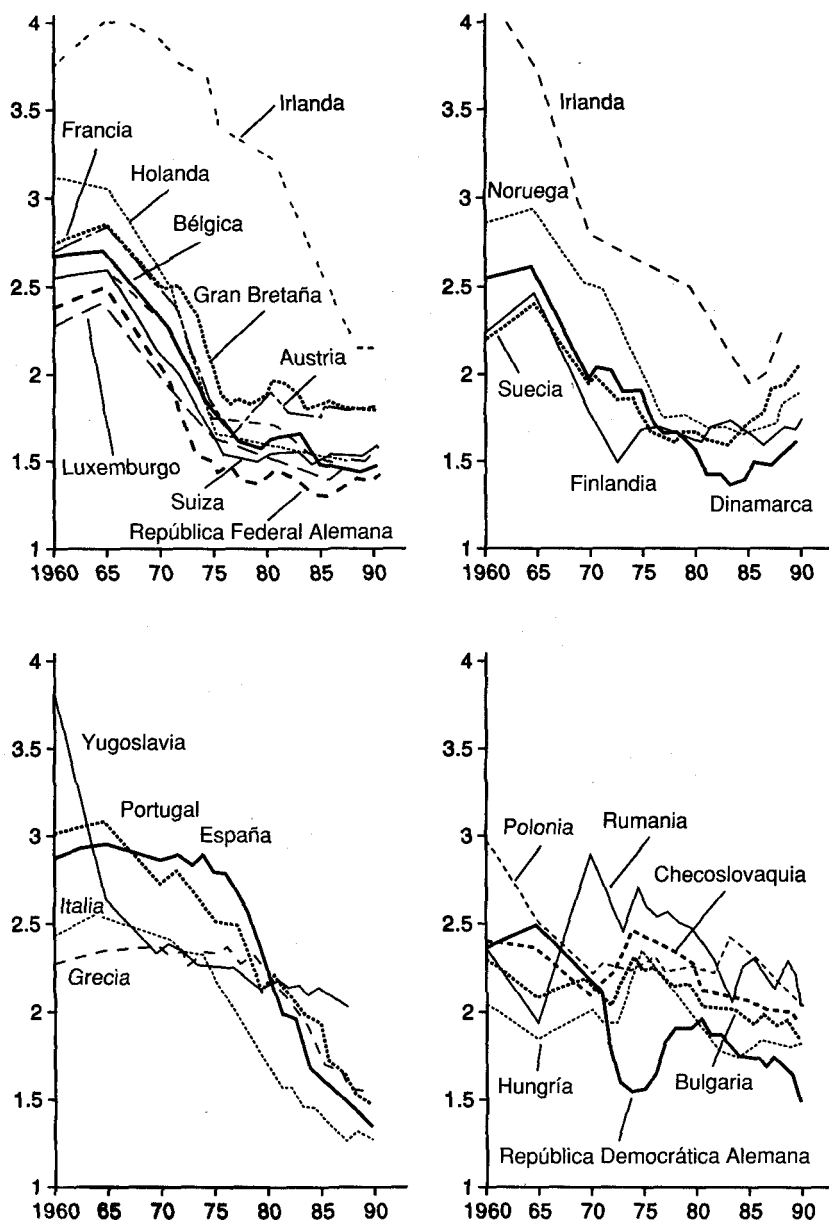 4
3.5
3
2.5
2
1.5
1
1960 65 70 75 80 85 90
Irlanda
Francia
Holanda
Bélgica
Gran Bretaña
Austria
Luxemburgo
Suiza
República Federal Alemana
4
3.5
3
2.5
2
1.5
1
1960 65 70 75 80 85 90
Irlanda
Noruega
Suecia
Finlandia
Dinamarca
4
3.5
3
2.5
2
1.5
1
1960 65 70 75 80 85 90
Yugoslavia
Portugal
España
Italia
Grecia
4
3.5
3
2.5
2
1.5
1
1960 65 70 75 80 85 90
Polonia
Rumania
Checoslovaquia
Hungría
Bulgaria
República Democrática Alemana